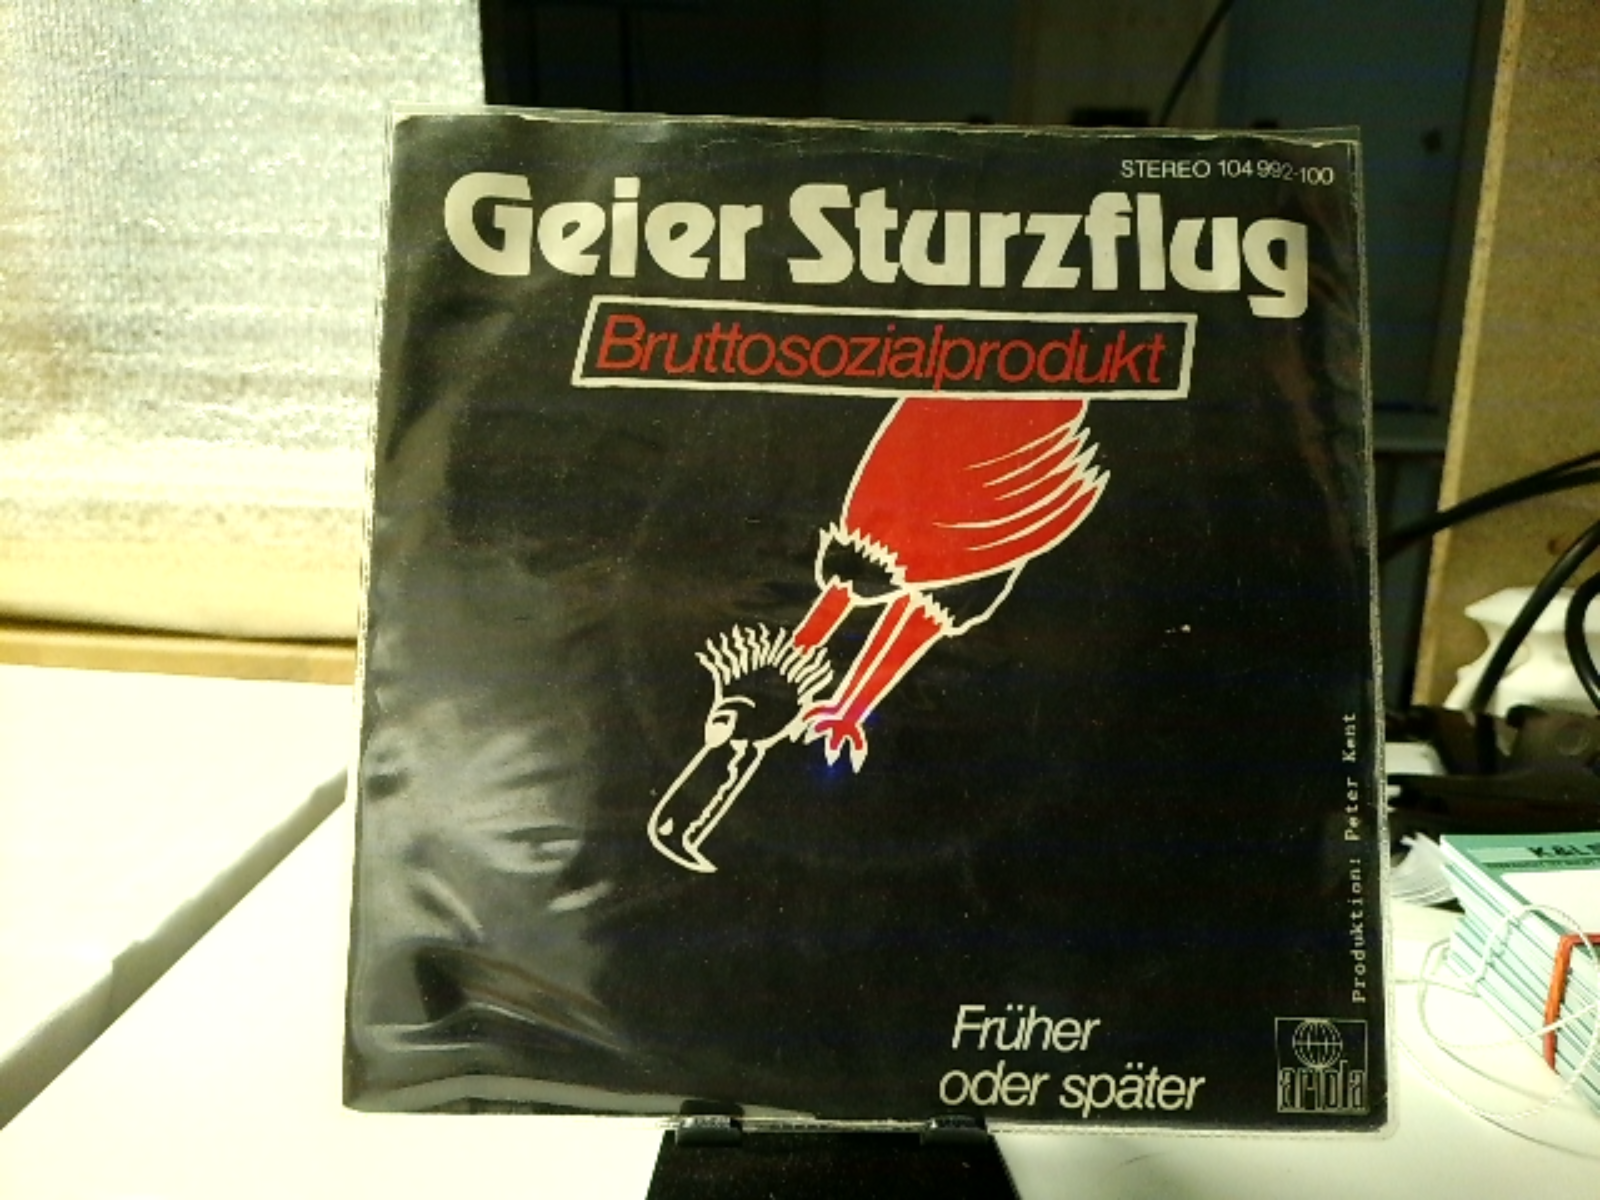 STEREO 104 992-100
Geier Sturzflug
Bruttosozialprodukt
Produktion: Peter Kent
Früher
oder später
ariola
K&L